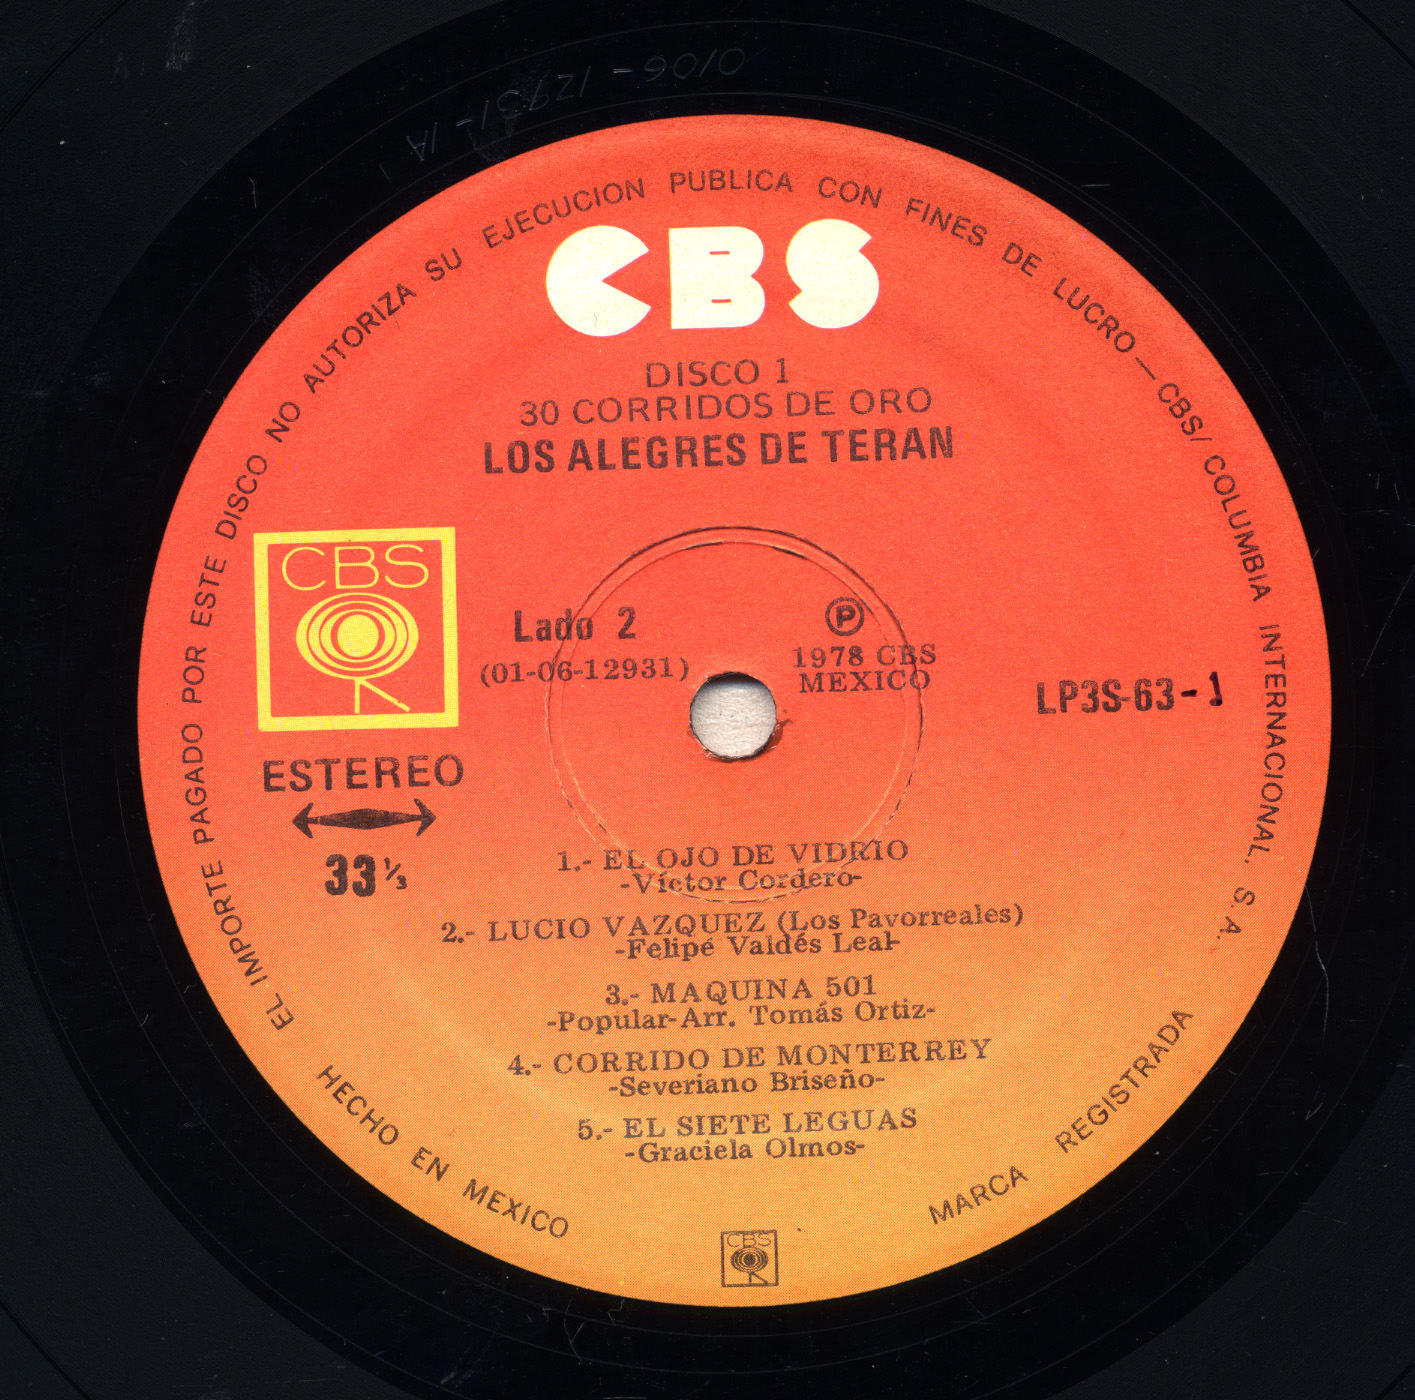 0106-12931-1A
EL IMPORTE PAGADO POR ESTE DISCO NO AUTORIZA SU EJECUCION PUBLICA CON FINES DE LUCRO—CBS/COLUMBIA INTERNACIONAL, S.A.
CBS
DISCO 1
30 CORRIDOS DE ORO
LOS ALEGRES DE TERAN
CBS
Lado 2
(01-06-12931)
Ⓟ
1978 CBS
MEXICO
LP3S-63-1
ESTEREO
33⅓
1.- EL OJO DE VIDRIO
-Víctor Cordero-
2.- LUCIO VAZQUEZ (Los Pavorreales)
-Felipé Valdés Leal-
3.- MAQUINA 501
-Popular-Arr. Tomás Ortiz-
4.- CORRIDO DE MONTERREY
-Severiano Briseño-
5.- EL SIETE LEGUAS
-Graciela Olmos-
HECHO EN MEXICO
MARCA REGISTRADA
CBS